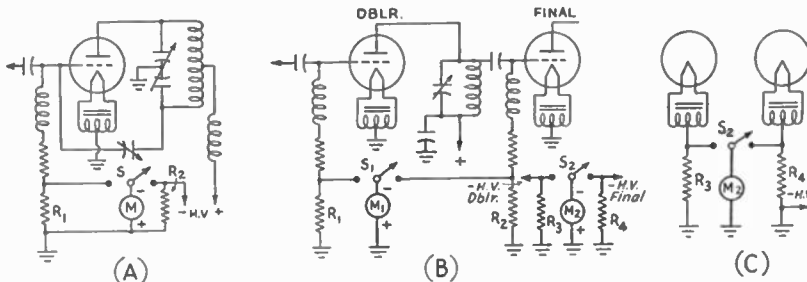 DBLR.
FINAL
S
R2
M
-
+
R1
-H.V. +
(A)
+
S1
S2
-
-H.V.
Dblr.
-
-H.V.
Final
R1
M1
+
R2
R3
M2
+
R4
(B)
S2
R3
M2
R4
-H.V.
(C)